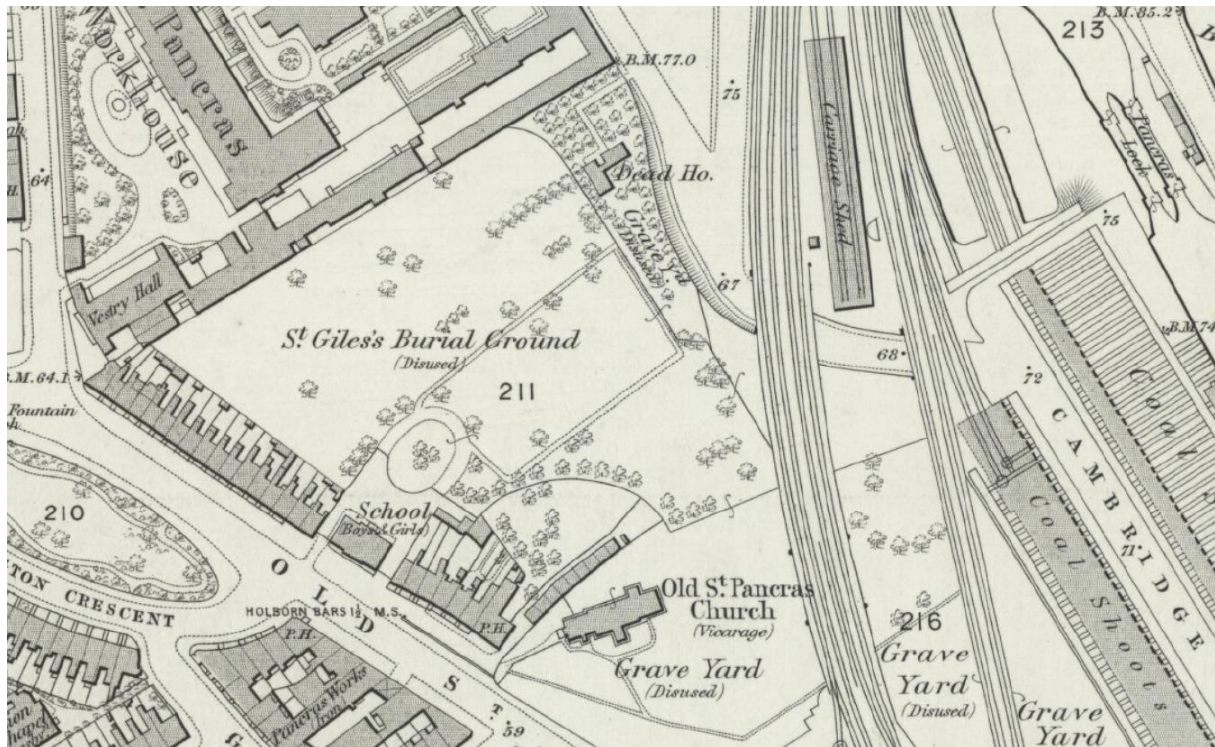 Pancras
Workhouse
B.M.77.0
B.M.85.2
213
75
64
Carriage Shed
Pancras
Lock
Dead Ho.
Grave Yd.
(Disused)
75
67
Vestry Hall
St. Giles's Burial Ground
(Disused)
211
68
72
B.M.74
B.M.64.1
Fountain
CAMBRIDGE
Coal
Coal Shoots
71
210
School
(Boys & Girls)
TON CRESCENT
OLD ST
HOLBORN BARS 1½ M.S.
P.H.
P.H.
Old St. Pancras
Church
(Vicarage)
Grave Yard
(Disused)
216
Grave
Yard
(Disused)
Grave
Yard
Pancras Works
Iron
59